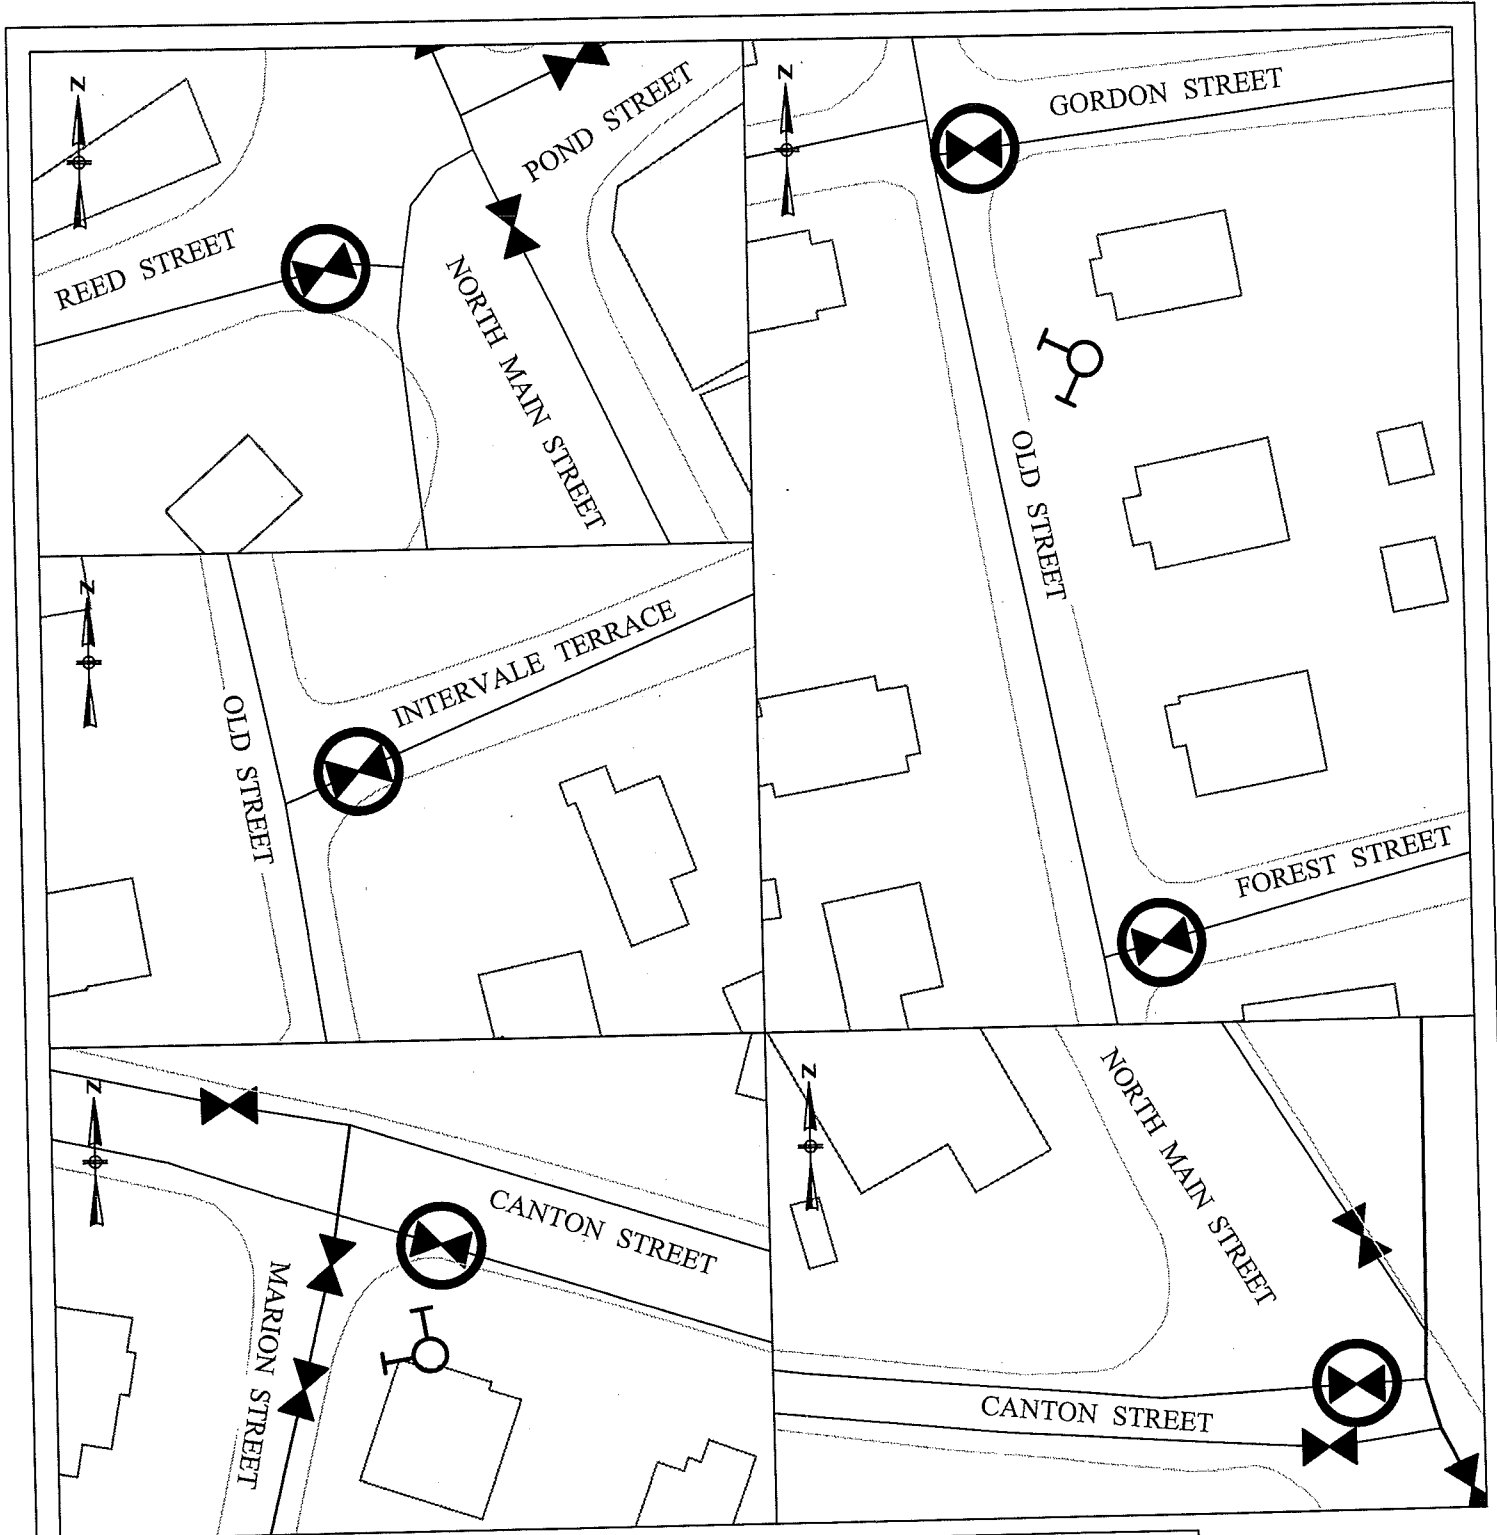 N
POND STREET
REED STREET
NORTH MAIN STREET
N
GORDON STREET
OLD STREET
FOREST STREET
N
OLD STREET
INTERVALE TERRACE
N
CANTON STREET
MARION STREET
N
NORTH MAIN STREET
CANTON STREET